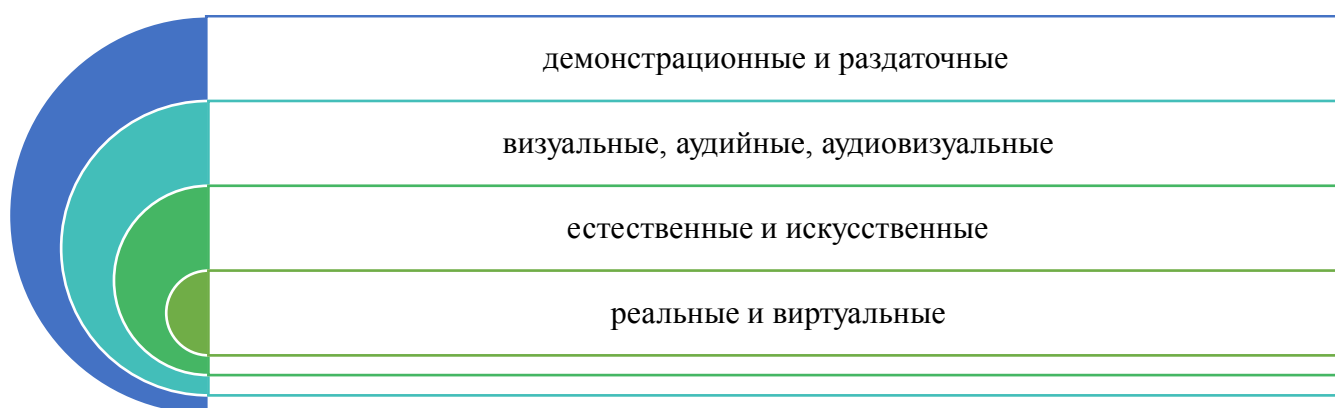 демонстрационные и раздаточные
визуальные, аудийные, аудиовизуальные
естественные и искусственные
реальные и виртуальные